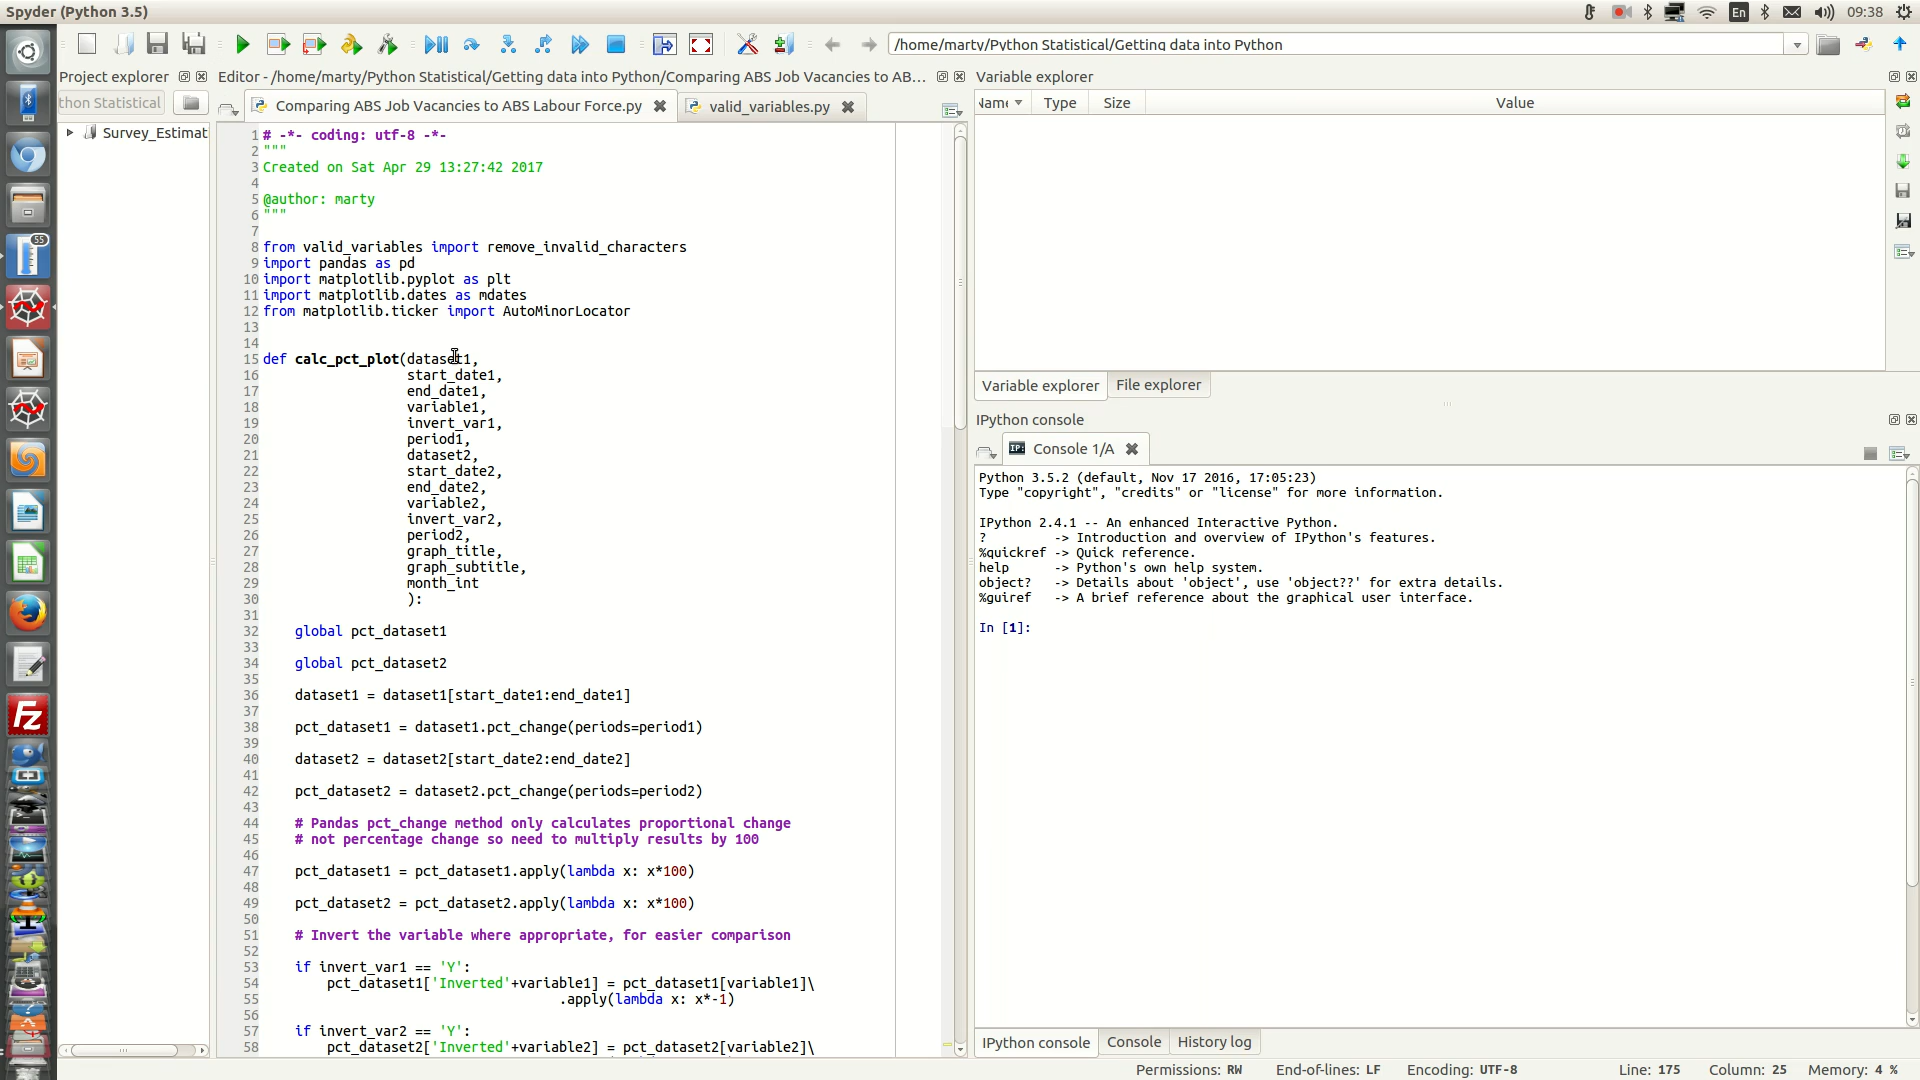 Spyder (Python 3.5)
En
09:38
/home/marty/Python Statistical/Getting data into Python
Project explorer
Editor - /home/marty/Python Statistical/Getting data into Python/Comparing ABS Job Vacancies to AB...
Variable explorer
thon Statistical
Comparing ABS Job Vacancies to ABS Labour Force.py
valid_variables.py
Type
Size
Value
Survey_Estimat
55
1 # -*- coding: utf-8 -*-
2 """
3 Created on Sat Apr 29 13:27:42 2017
4
5 @author: marty
6 """
7
8 from valid_variables import remove_invalid_characters
9 import pandas as pd
10 import matplotlib.pyplot as plt
11 import matplotlib.dates as mdates
12 from matplotlib.ticker import AutoMinorLocator
13
14
15 def calc_pct_plot(dataset1,
16 start_date1,
17 end_date1,
18 variable1,
19 invert_var1,
20 period1,
21 dataset2,
22 start_date2,
23 end_date2,
24 variable2,
25 invert_var2,
26 period2,
27 graph_title,
28 graph_subtitle,
29 month_int
30 ):
31
32 global pct_dataset1
33
34 global pct_dataset2
35
36 dataset1 = dataset1[start_date1:end_date1]
37
38 pct_dataset1 = dataset1.pct_change(periods=period1)
39
40 dataset2 = dataset2[start_date2:end_date2]
41
42 pct_dataset2 = dataset2.pct_change(periods=period2)
43
44 # Pandas pct_change method only calculates proportional change
45 # not percentage change so need to multiply results by 100
46
47 pct_dataset1 = pct_dataset1.apply(lambda x: x*100)
48
49 pct_dataset2 = pct_dataset2.apply(lambda x: x*100)
50
51 # Invert the variable where appropriate, for easier comparison
52
53 if invert_var1 == 'Y':
54 pct_dataset1['Inverted'+variable1] = pct_dataset1[variable1]\
55 .apply(lambda x: x*-1)
56
57 if invert_var2 == 'Y':
58 pct_dataset2['Inverted'+variable2] = pct_dataset2[variable2]\
Variable explorer
File explorer
IPython console
IP:
Console 1/A
Python 3.5.2 (default, Nov 17 2016, 17:05:23)
Type "copyright", "credits" or "license" for more information.
IPython 2.4.1 -- An enhanced Interactive Python.
? -> Introduction and overview of IPython's features.
%quickref -> Quick reference.
help -> Python's own help system.
object? -> Details about 'object', use 'object??' for extra details.
%guiref -> A brief reference about the graphical user interface.
In [1]:
IPython console
Console
History log
Permissions: RW
End-of-lines: LF
Encoding: UTF-8
Line: 175
Column: 25
Memory: 4 %